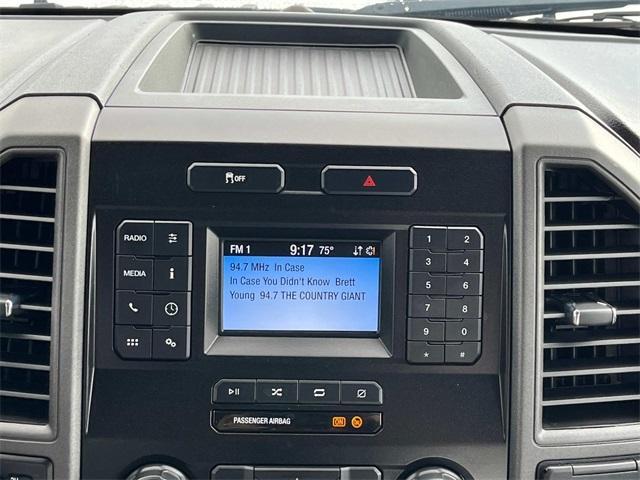 OFF
RADIO
FM 1 9:17 75°
94.7 MHz In Case
In Case You Didn't Know Brett
Young 94.7 THE COUNTRY GIANT
MEDIA
i
1 2
3 4
5 6
7 8
9 0
* #
PASSENGER AIRBAG ON